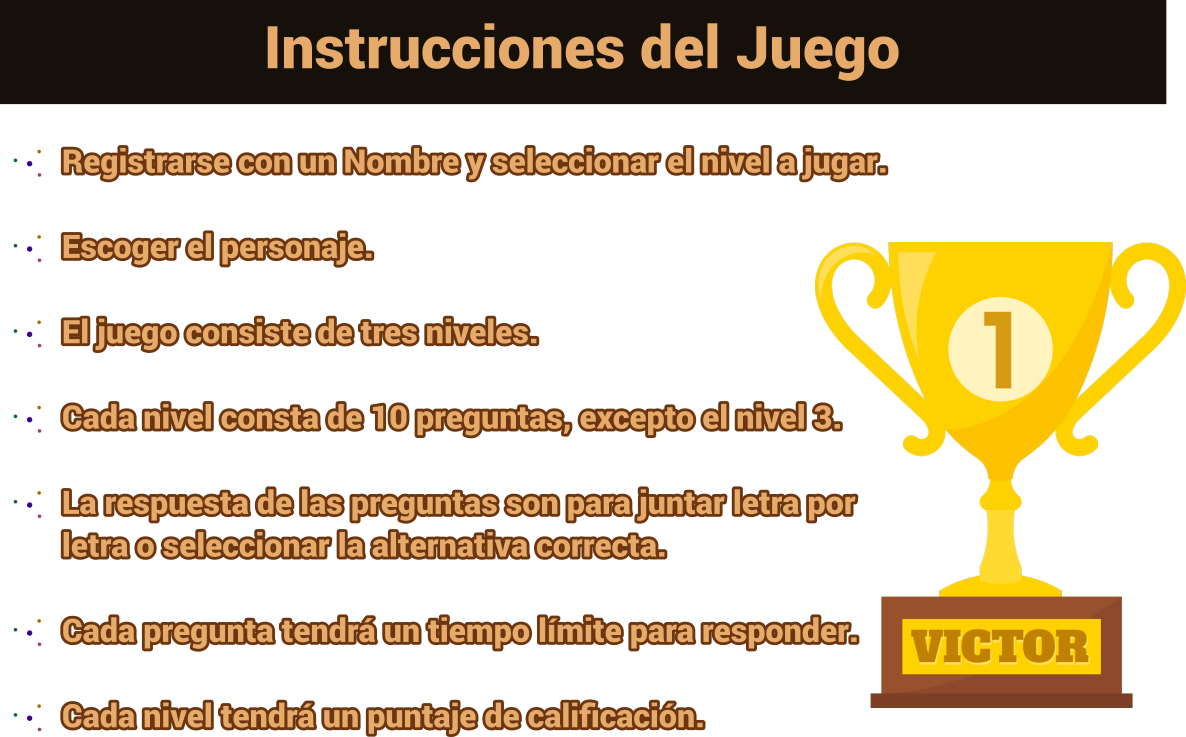 Instrucciones del Juego
Registrarse con un Nombre y seleccionar el nivel a jugar.
Escoger el personaje.
El juego consiste de tres niveles.
Cada nivel consta de 10 preguntas, excepto el nivel 3.
La respuesta de las preguntas son para juntar letra por
letra o seleccionar la alternativa correcta.
Cada pregunta tendrá un tiempo límite para responder.
Cada nivel tendrá un puntaje de calificación.
1
VICTOR